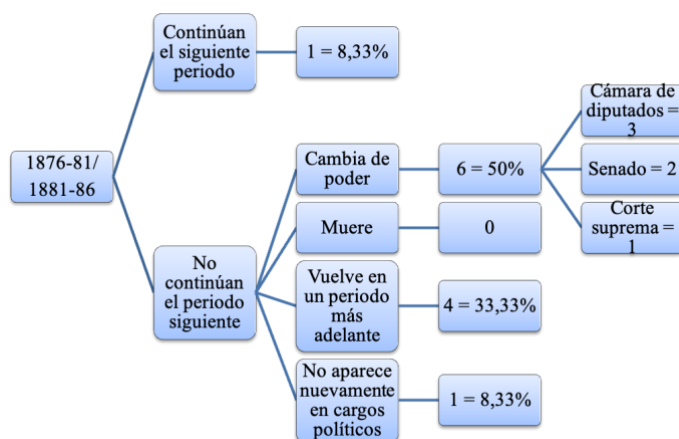 Continúan
el siguiente
periodo
1 = 8,33%
1876-81/
1881-86
No
continúan
el periodo
siguiente
Cambia de
poder
6 = 50%
Cámara de
diputados =
3
Senado = 2
Corte
suprema =
1
Muere
0
Vuelve en
un periodo
más
adelante
4 = 33,33%
No aparece
nuevamente
en cargos
políticos
1 = 8,33%